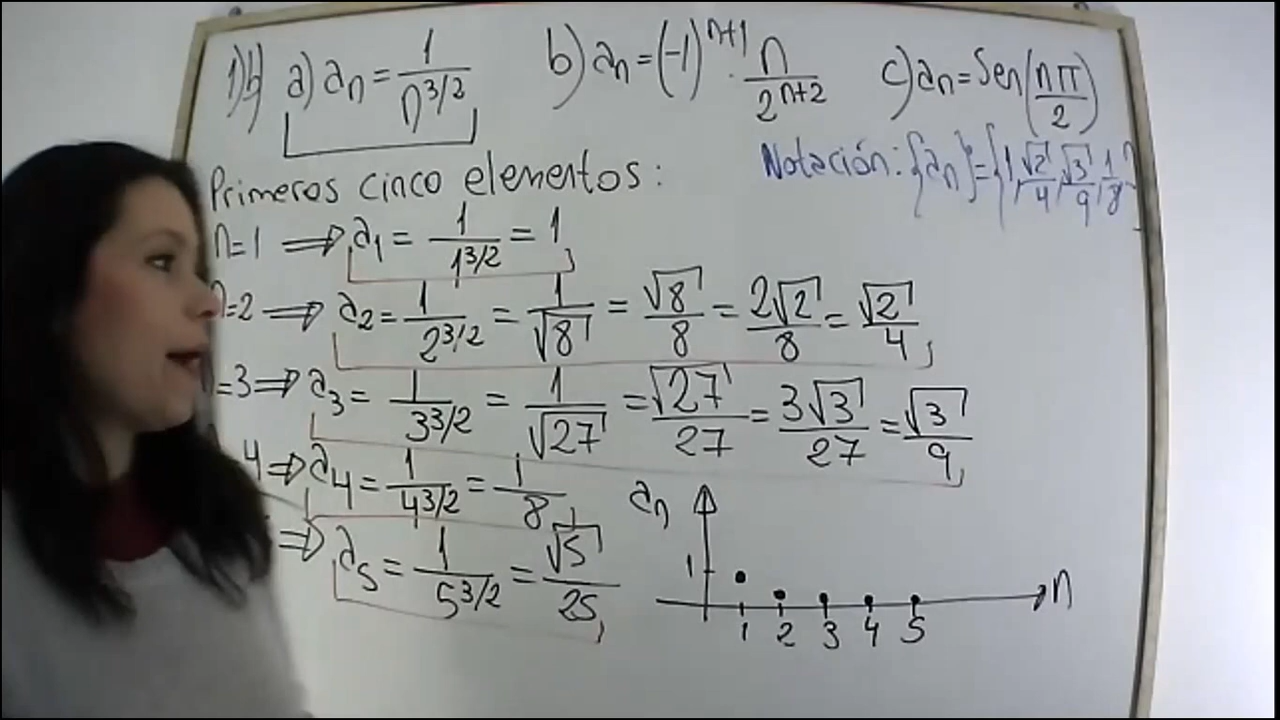 1)b) a) aₙ = 1/n^(3/2) b) aₙ = (-1)^(n+1) · n/2^(n+2) c) aₙ = Sen(nπ/2)
Notación: {aₙ} = {1, √2/4, √3/9, 1/8,
Primeros cinco elementos:
n=1 ⟹ a₁ = 1/1^(3/2) = 1
=2 ⟹ a₂ = 1/2^(3/2) = 1/√8 = √8/8 = 2√2/8 = √2/4
=3 ⟹ a₃ = 1/3^(3/2) = 1/√27 = √27/27 = 3√3/27 = √3/9
4 ⟹ a₄ = 1/4^(3/2) = 1/8
⟹ a₅ = 1/5^(3/2) = √5/25
aₙ
1
n
1 2 3 4 5